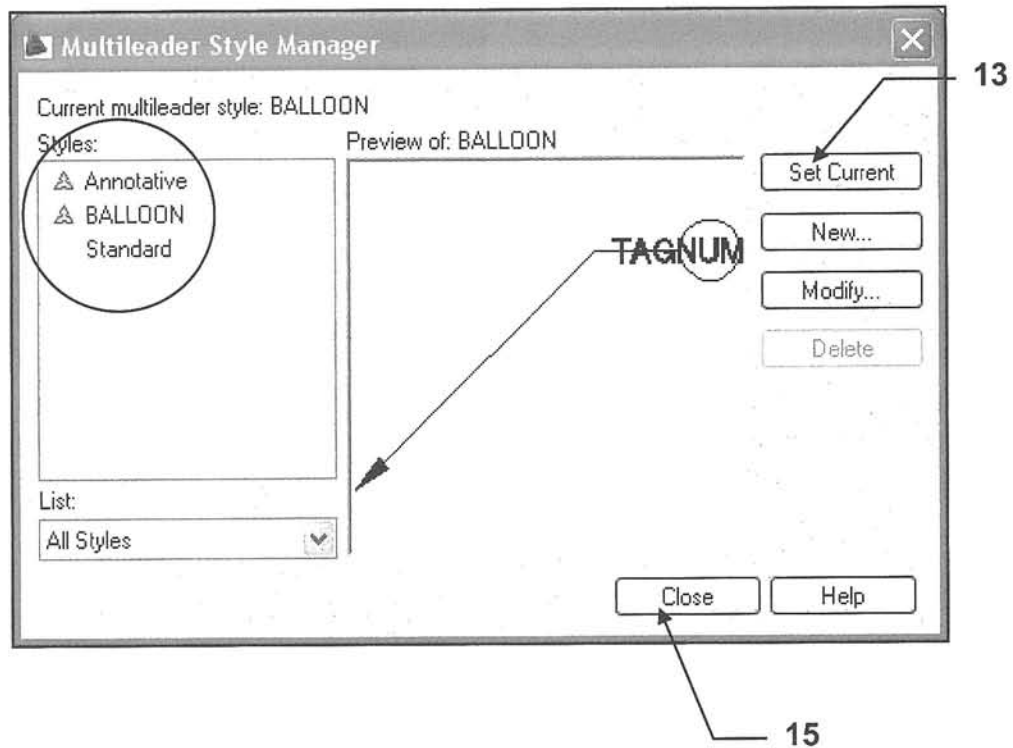 Multileader Style Manager
13
Current multileader style: BALLOON
Styles:
Preview of: BALLOON
Annotative
BALLOON
Standard
TAGNUM
Set Current
New...
Modify...
Delete
List:
All Styles
Close
Help
15